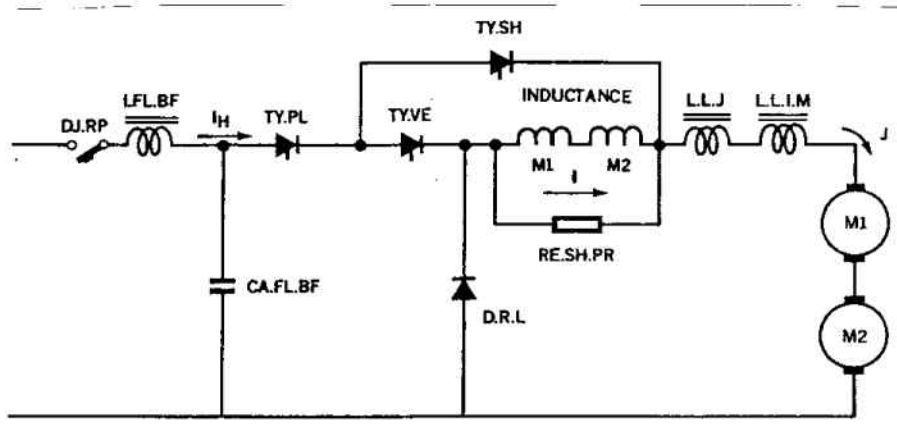 TY.SH
LFL.BF
INDUCTANCE
L.L.J
L.L.I.M
DJ.RP
IH
TY.PL
TY.VE
J
M1
M2
I
M1
RE.SH.PR
CA.FL.BF
D.R.L
M2